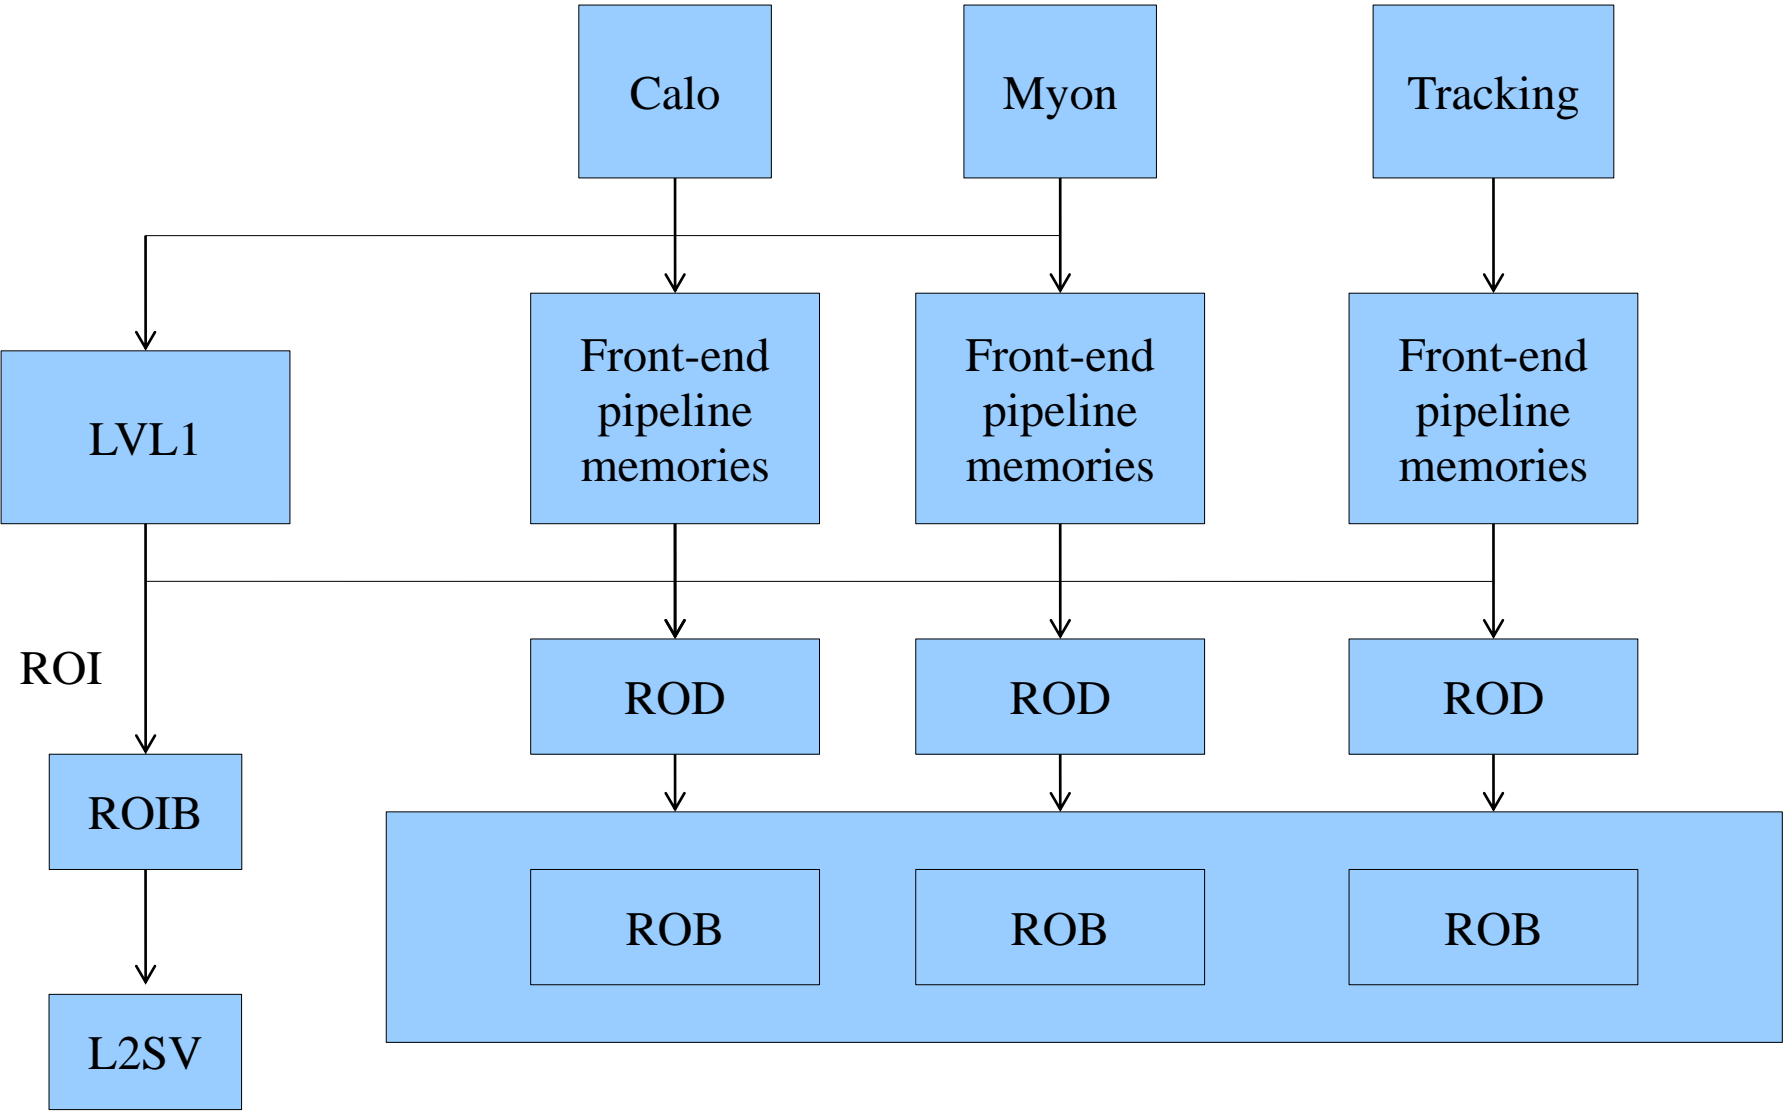 Calo
Myon
Tracking
LVL1
Front-end
pipeline
memories
Front-end
pipeline
memories
Front-end
pipeline
memories
ROI
ROD
ROD
ROD
ROIB
ROB
ROB
ROB
L2SV